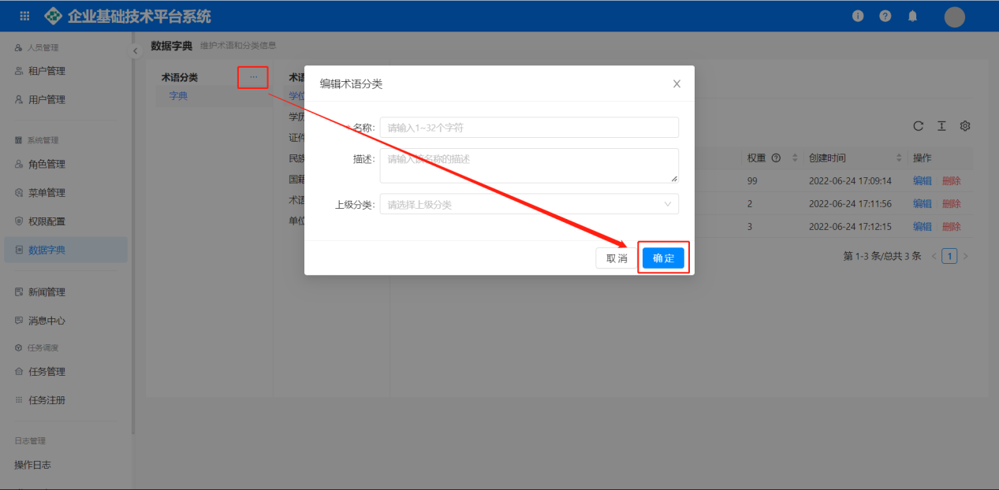 企业基础技术平台系统
人员管理
租户管理
用户管理
系统管理
角色管理
菜单管理
权限配置
数据字典
新闻管理
消息中心
任务调度
任务管理
任务注册
日志管理
操作日志
数据字典 维护术语和分类信息
术语分类 ···
字典
术语
学位
学历
证件
民族
国籍
术语
单位
编辑术语分类
* 名称: 请输入1~32个字符
描述: 请输入该名称的描述
上级分类: 请选择上级分类
取 消 确 定
权重 创建时间 操作
99 2022-06-24 17:09:14 编辑 删除
2 2022-06-24 17:11:56 编辑 删除
3 2022-06-24 17:12:15 编辑 删除
第 1-3 条/总共 3 条 < 1 >